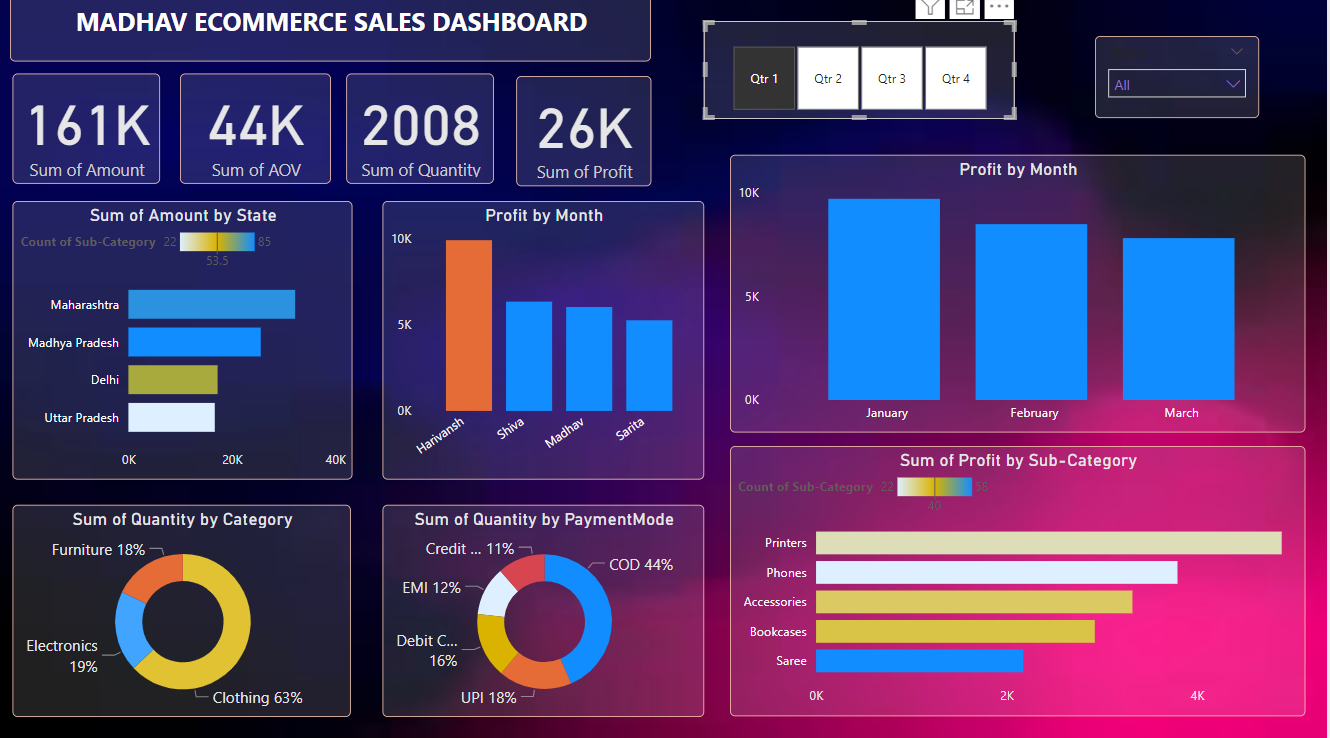 MADHAV ECOMMERCE SALES DASHBOARD
Qtr 1
Qtr 2
Qtr 3
Qtr 4
All
161K
Sum of Amount
44K
Sum of AOV
2008
Sum of Quantity
26K
Sum of Profit
Sum of Amount by State
Count of Sub-Category 22 85
53.5
Maharashtra
Madhya Pradesh
Delhi
Uttar Pradesh
0K 20K 40K
Profit by Month
10K
5K
0K
Harivansh
Shiva
Madhav
Sarita
Profit by Month
10K
5K
0K
January February March
Sum of Quantity by Category
Furniture 18%
Electronics
19%
Clothing 63%
Sum of Quantity by PaymentMode
Credit ... 11%
COD 44%
EMI 12%
Debit C...
16%
UPI 18%
Sum of Profit by Sub-Category
Count of Sub-Category 22 58
40
Printers
Phones
Accessories
Bookcases
Saree
0K 2K 4K